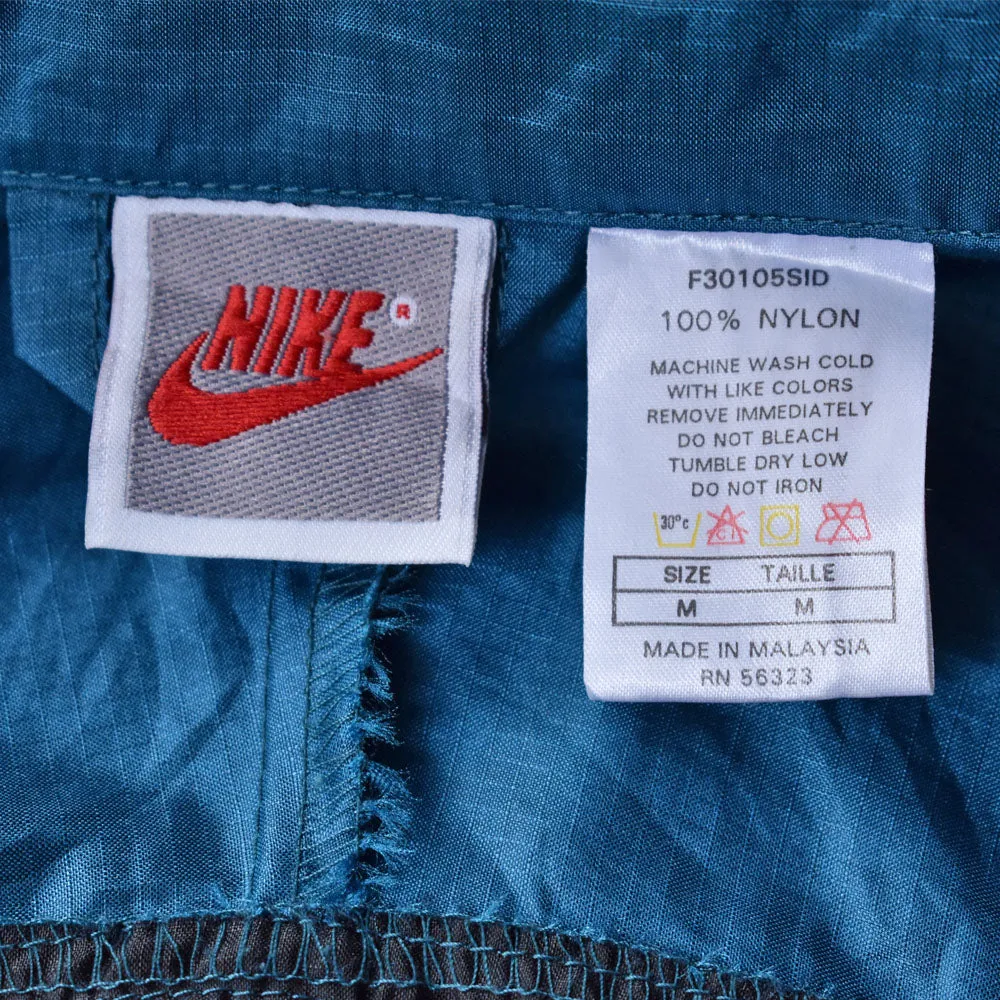 NIKE®
F30105SID
100% NYLON
MACHINE WASH COLD
WITH LIKE COLORS
REMOVE IMMEDIATELY
DO NOT BLEACH
TUMBLE DRY LOW
DO NOT IRON
30°c Cl
SIZE TAILLE
M M
MADE IN MALAYSIA
RN 56323